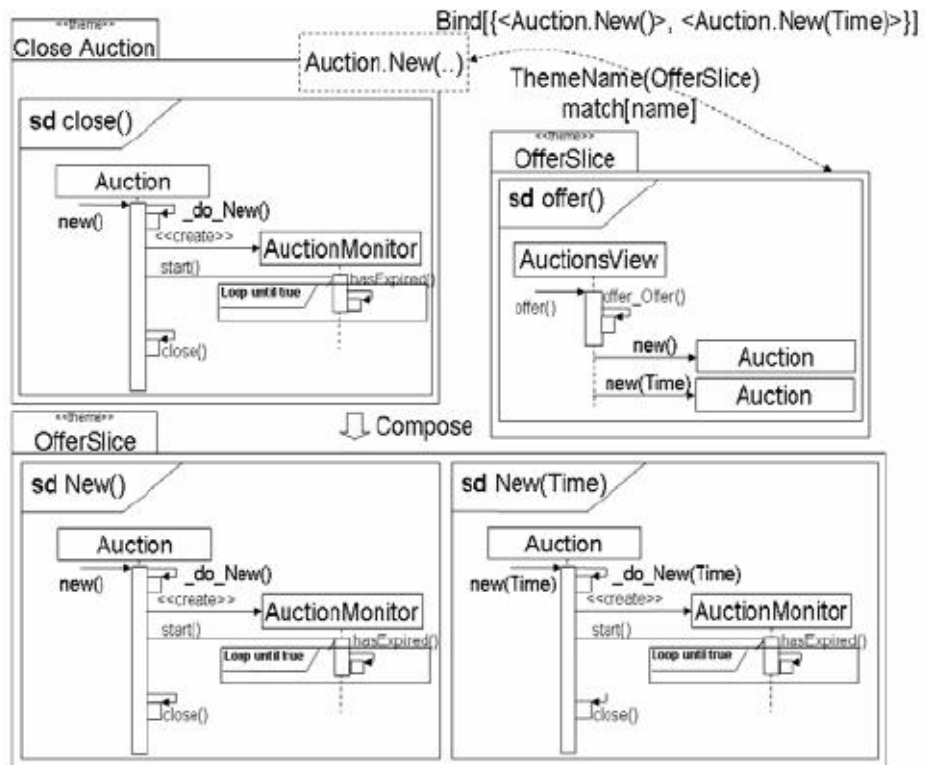 <<theme>>
Close Auction
Auction.New(..)
Bind[{<Auction.New()>, <Auction.New(Time)>}]
ThemeName(OfferSlice)
match[name]
sd close()
Auction
new()
_do_New()
<<create>>
AuctionMonitor
start()
hasExpired()
Loop until true
close()
<<theme>>
OfferSlice
sd offer()
AuctionsView
offer()
offer_Offer()
new()
Auction
new(Time)
Auction
Compose
<<theme>>
OfferSlice
sd New()
Auction
new()
_do_New()
<<create>>
AuctionMonitor
start()
hasExpired()
Loop until true
close()
sd New(Time)
Auction
new(Time)
_do_New(Time)
<<create>>
AuctionMonitor
start()
hasExpired()
Loop until true
close()